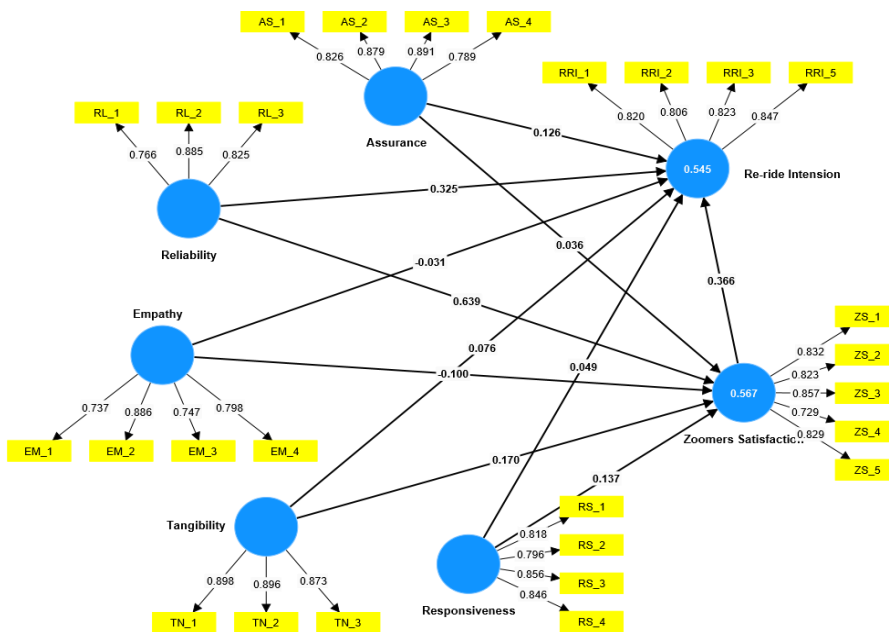 AS_1 AS_2 AS_3 AS_4
0.826 0.879 0.891 0.789
Assurance
RRI_1 RRI_2 RRI_3 RRI_5
0.820 0.806 0.823 0.847
0.545
Re-ride Intension
RL_1 RL_2 RL_3
0.766 0.885 0.825
Reliability
0.126
0.325
0.036
-0.031
0.639
0.366
Empathy
0.737 0.886 0.747 0.798
EM_1 EM_2 EM_3 EM_4
0.076
-0.100
0.049
0.170
0.137
ZS_1
0.832
ZS_2
0.823
ZS_3
0.857
ZS_4
0.729
ZS_5
0.829
0.567
Zoomers Satisfaction
Tangibility
0.898 0.896 0.873
TN_1 TN_2 TN_3
RS_1
0.818
RS_2
0.796
RS_3
0.856
RS_4
0.846
Responsiveness